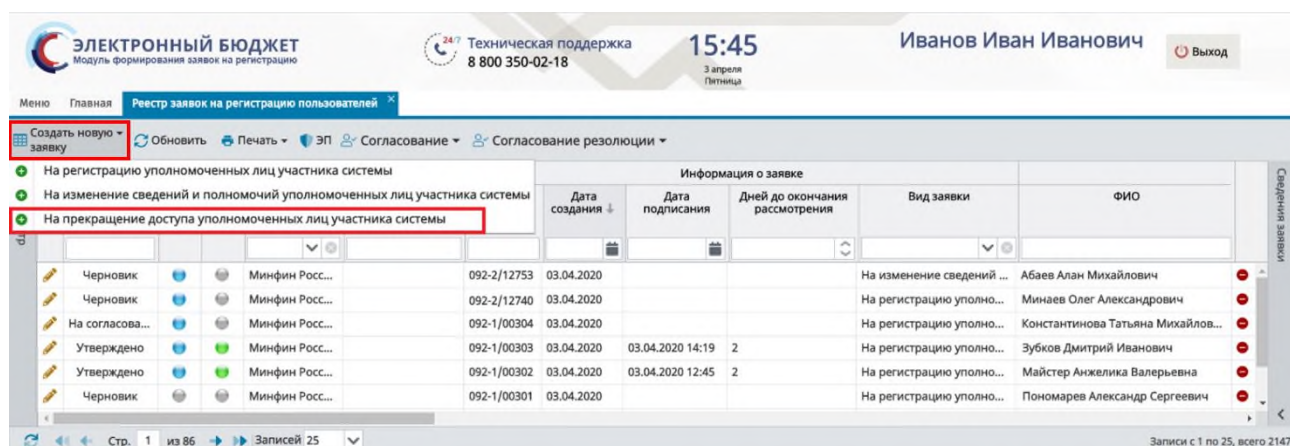 ЭЛЕКТРОННЫЙ БЮДЖЕТ
Модуль формирования заявок на регистрацию
24/7
Техническая поддержка
8 800 350-02-18
15:45
3 апреля
Пятница
Иванов Иван Иванович
Выход
Меню Главная Реестр заявок на регистрацию пользователей ×
Создать новую заявку Обновить Печать ЭП Согласование Согласование резолюции
На регистрацию уполномоченных лиц участника системы
На изменение сведений и полномочий уполномоченных лиц участника системы
На прекращение доступа уполномоченных лиц участника системы
Информация о заявке
Дата создания Дата подписания Дней до окончания рассмотрения Вид заявки ФИО
Сведения заявки
Черновик Минфин Росс... 092-2/12753 03.04.2020 На изменение сведений ... Абаев Алан Михайлович
Черновик Минфин Росс... 092-2/12740 03.04.2020 На регистрацию уполно... Минаев Олег Александрович
На согласова... Минфин Росс... 092-1/00304 03.04.2020 На регистрацию уполно... Константинова Татьяна Михайлов...
Утверждено Минфин Росс... 092-1/00303 03.04.2020 03.04.2020 14:19 2 На регистрацию уполно... Зубков Дмитрий Иванович
Утверждено Минфин Росс... 092-1/00302 03.04.2020 03.04.2020 12:45 2 На регистрацию уполно... Майстер Анжелика Валерьевна
Черновик Минфин Росс... 092-1/00301 03.04.2020 На регистрацию уполно... Пономарев Александр Сергеевич
Стр. 1 из 86 Записей 25 Записи с 1 по 25, всего 2147